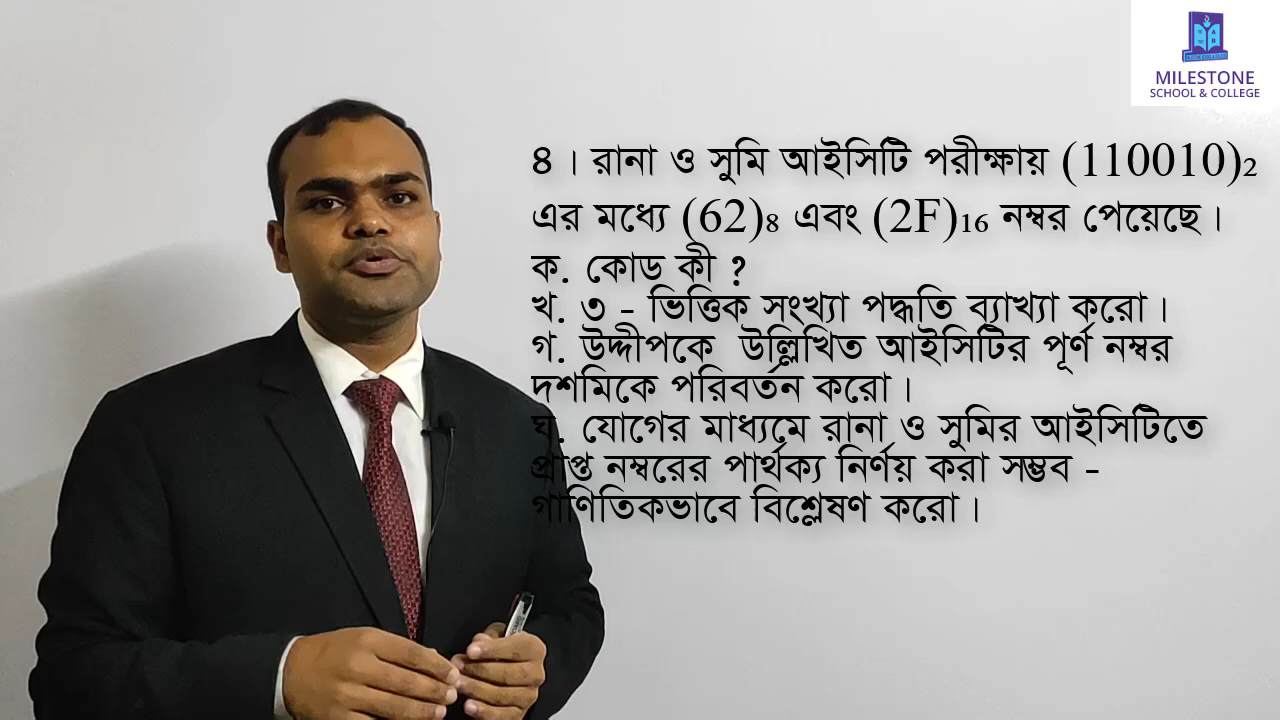 MILESTONE
SCHOOL & COLLEGE
৪। রানা ও সুমি আইসিটি পরীক্ষায় (110010)₂
এর মধ্যে (62)₈ এবং (2F)₁₆ নম্বর পেয়েছে।
ক. কোড কী ?
খ. ৩ - ভিত্তিক সংখ্যা পদ্ধতি ব্যাখ্যা করো।
গ. উদ্দীপকে উল্লিখিত আইসিটির পূর্ণ নম্বর
দশমিকে পরিবর্তন করো।
ঘ. যোগের মাধ্যমে রানা ও সুমির আইসিটিতে
প্রাপ্ত নম্বরের পার্থক্য নির্ণয় করা সম্ভব -
গাণিতিকভাবে বিশ্লেষণ করো।